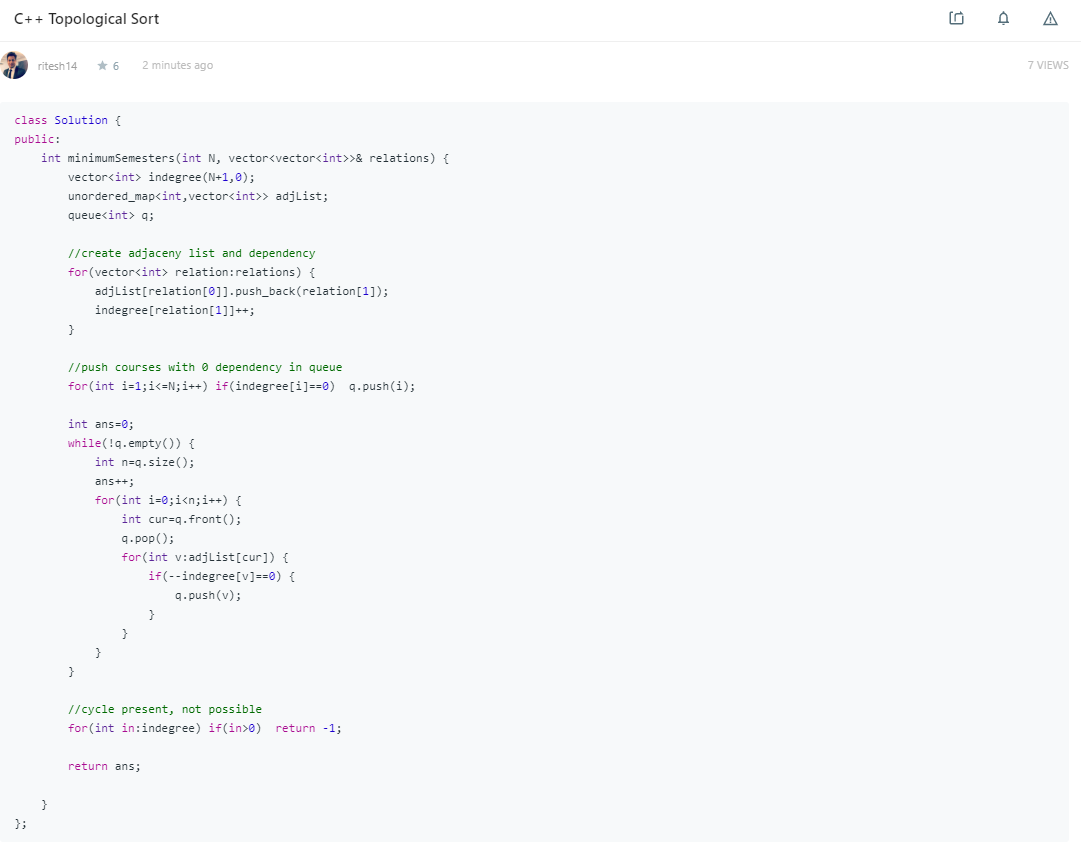 C++ Topological Sort
ritesh14 ★ 6 2 minutes ago 7 VIEWS
class Solution {
public:
    int minimumSemesters(int N, vector<vector<int>>& relations) {
        vector<int> indegree(N+1,0);
        unordered_map<int,vector<int>> adjList;
        queue<int> q;

        //create adjaceny list and dependency
        for(vector<int> relation:relations) {
            adjList[relation[0]].push_back(relation[1]);
            indegree[relation[1]]++;
        }

        //push courses with 0 dependency in queue
        for(int i=1;i<=N;i++) if(indegree[i]==0)  q.push(i);

        int ans=0;
        while(!q.empty()) {
            int n=q.size();
            ans++;
            for(int i=0;i<n;i++) {
                int cur=q.front();
                q.pop();
                for(int v:adjList[cur]) {
                    if(--indegree[v]==0) {
                        q.push(v);
                    }
                }
            }
        }

        //cycle present, not possible
        for(int in:indegree) if(in>0)  return -1;

        return ans;

    }
};